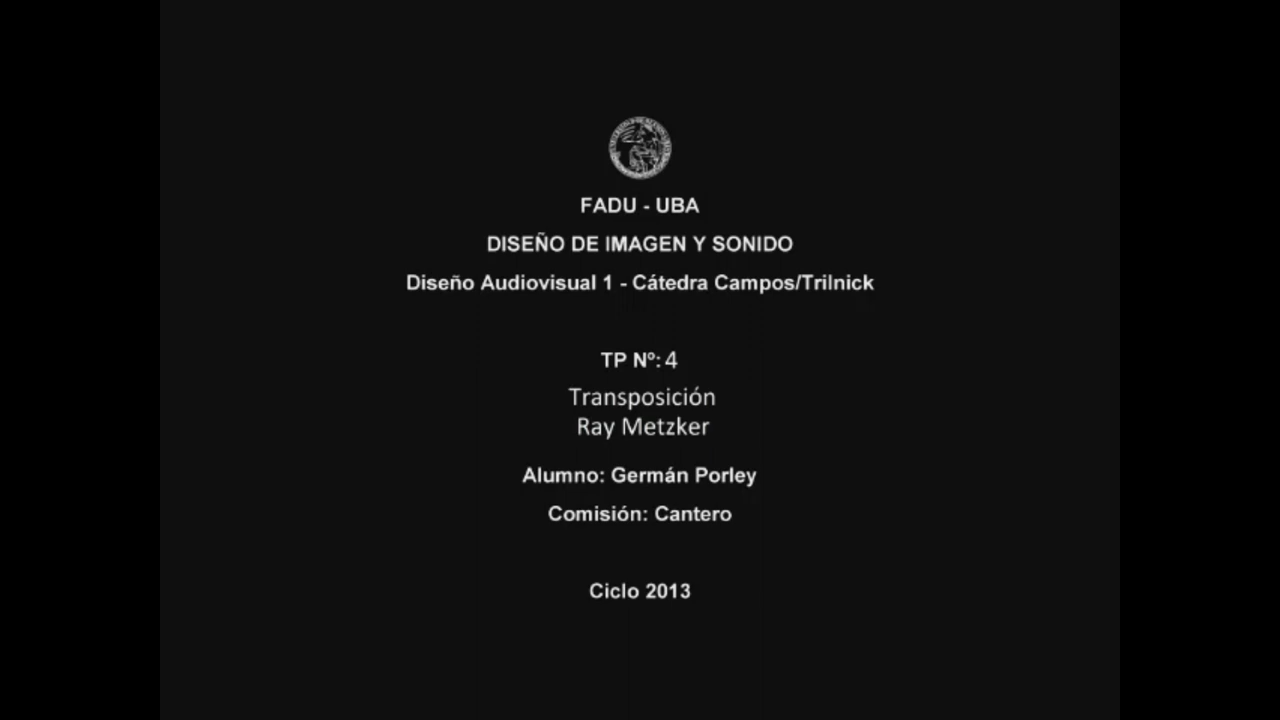 FADU - UBA
DISEÑO DE IMAGEN Y SONIDO
Diseño Audiovisual 1 - Cátedra Campos/Trilnick
TP Nº: 4
Transposición
Ray Metzker
Alumno: Germán Porley
Comisión: Cantero
Ciclo 2013